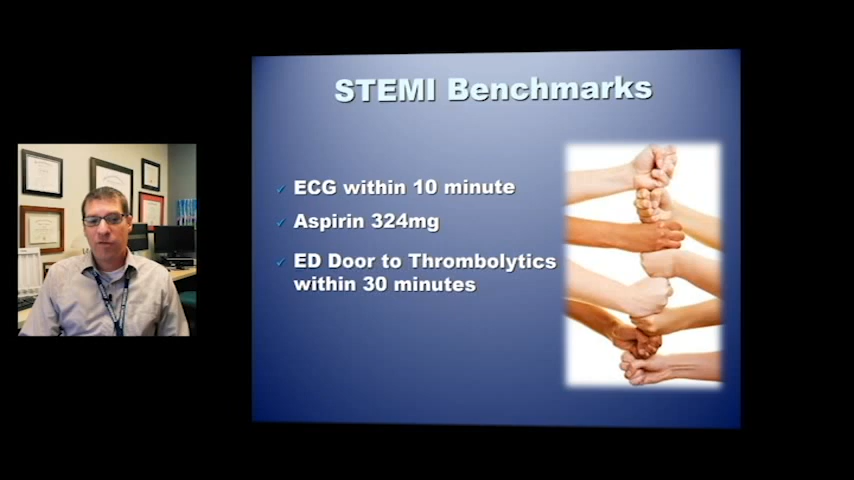 STEMI Benchmarks
ECG within 10 minute
Aspirin 324mg
ED Door to Thrombolytics
within 30 minutes